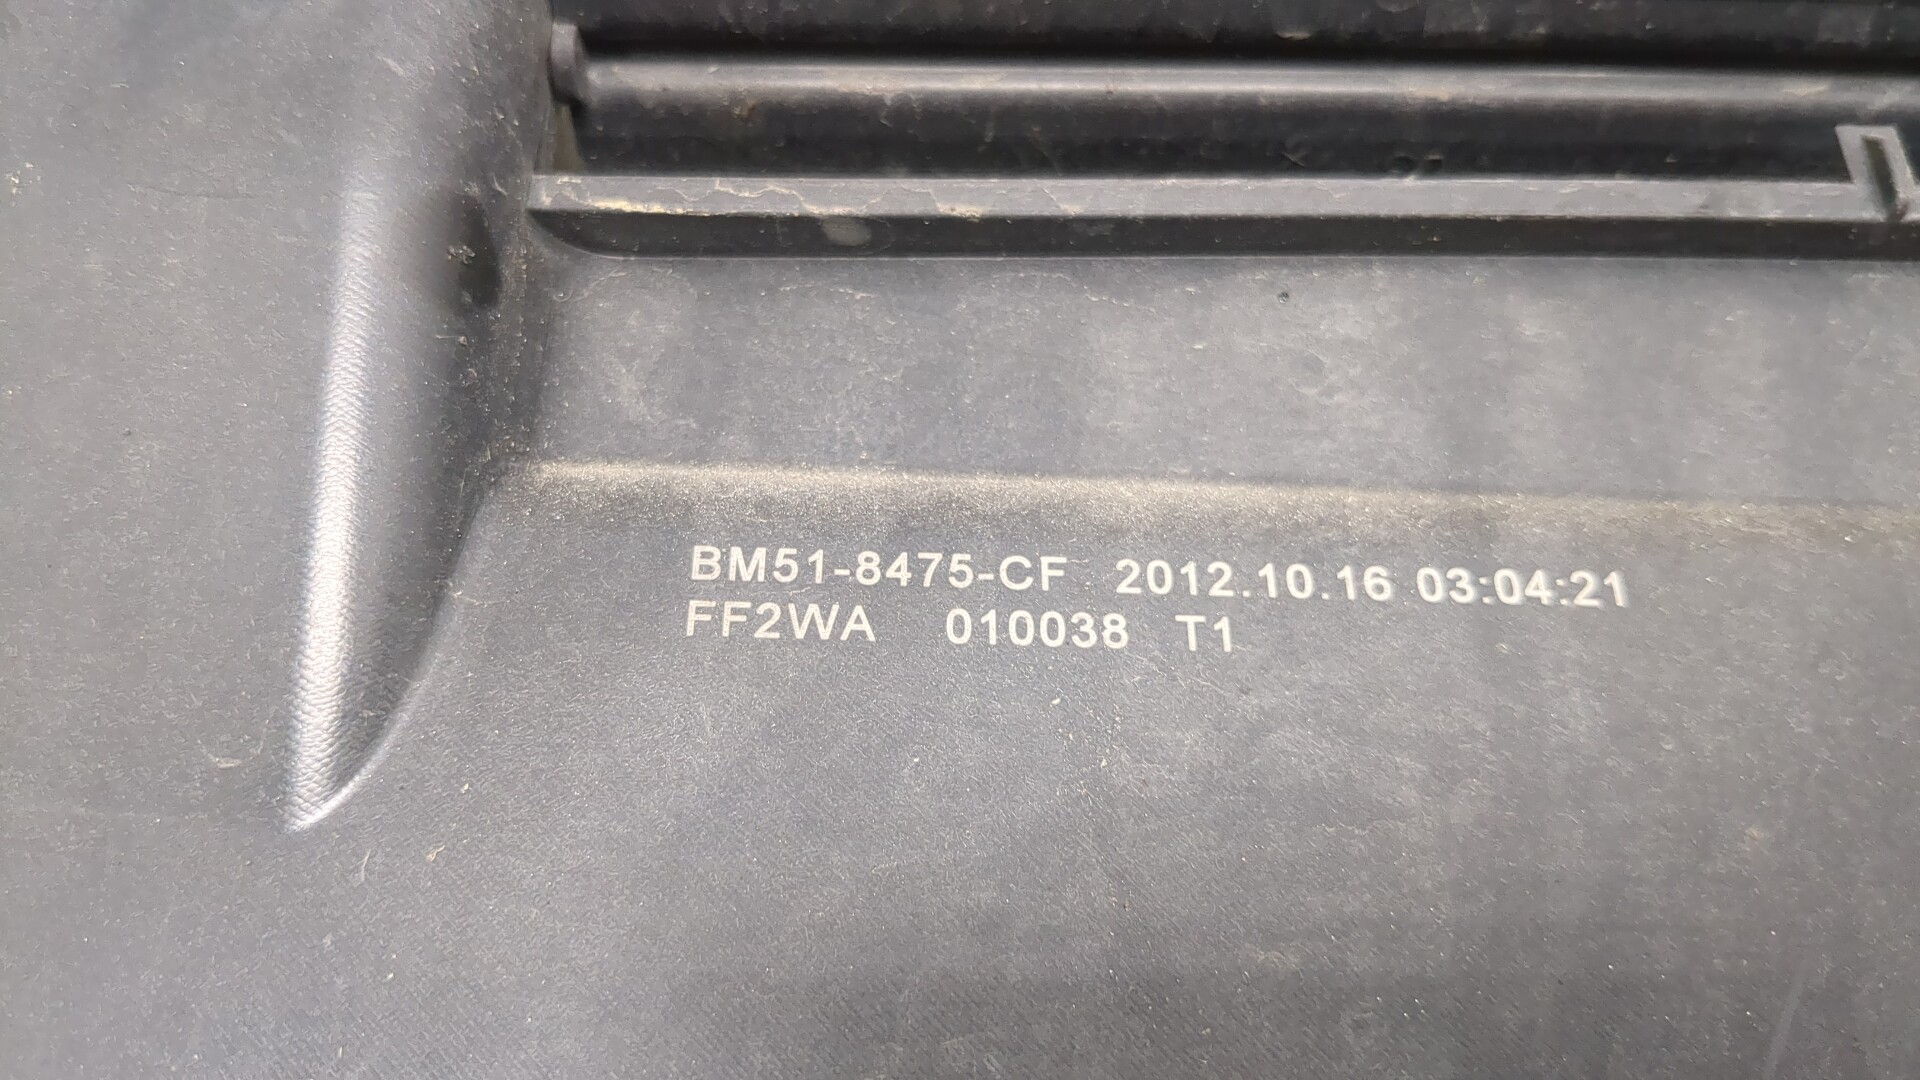 BM51-8475-CF 2012.10.16 03:04:21
FF2WA 010038 T1